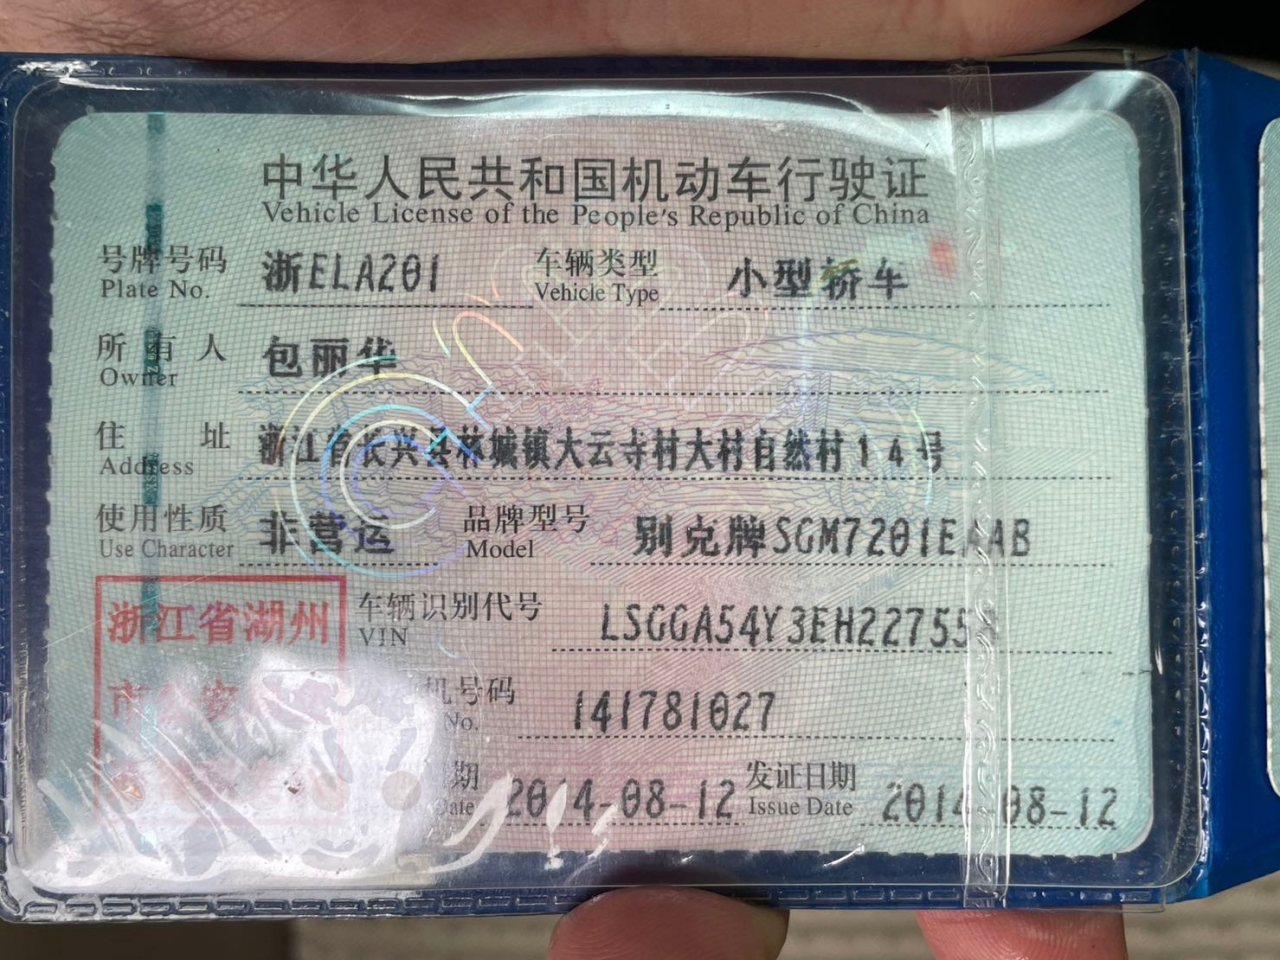 中华人民共和国机动车行驶证
Vehicle License of the People's Republic of China
号牌号码 浙ELA201 车辆类型 小型轿车
Plate No. Vehicle Type
所有人 包丽华
Owner
住址 浙江省长兴县林城镇大云寺村大村自然村14号
Address
使用性质 非营运 品牌型号 别克牌SGM7201EAAB
Use Character Model
浙江省湖州 车辆识别代号 LSGGA54Y3EH22755
VIN
市 安 机号码 141781027
No.
期 2014-08-12 发证日期 2014-08-12
Date Issue Date